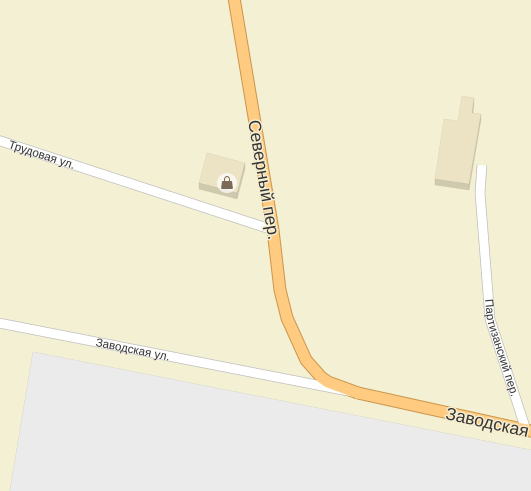 Северный пер.
Трудовая ул.
Партизанский пер.
Заводская ул.
Заводская